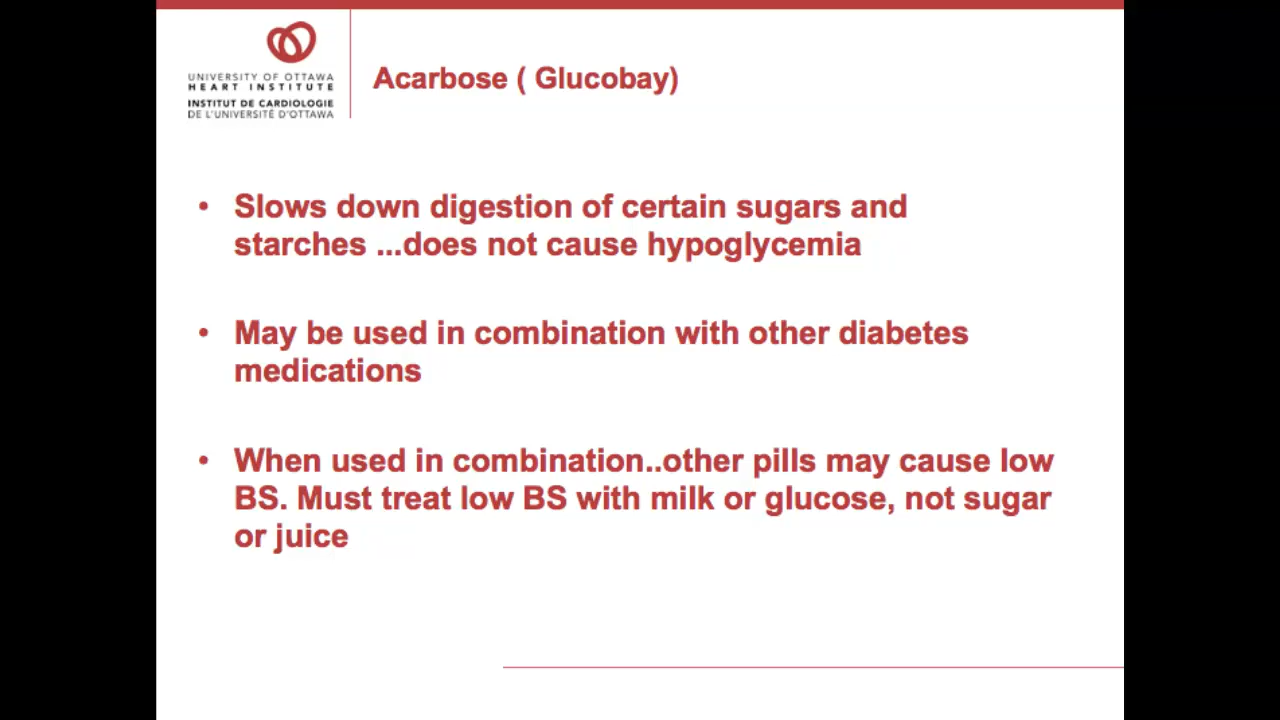 UNIVERSITY OF OTTAWA
HEART INSTITUTE
INSTITUT DE CARDIOLOGIE
DE L'UNIVERSITÉ D'OTTAWA
Acarbose ( Glucobay)
• Slows down digestion of certain sugars and
starches ...does not cause hypoglycemia
• May be used in combination with other diabetes
medications
• When used in combination..other pills may cause low
BS. Must treat low BS with milk or glucose, not sugar
or juice